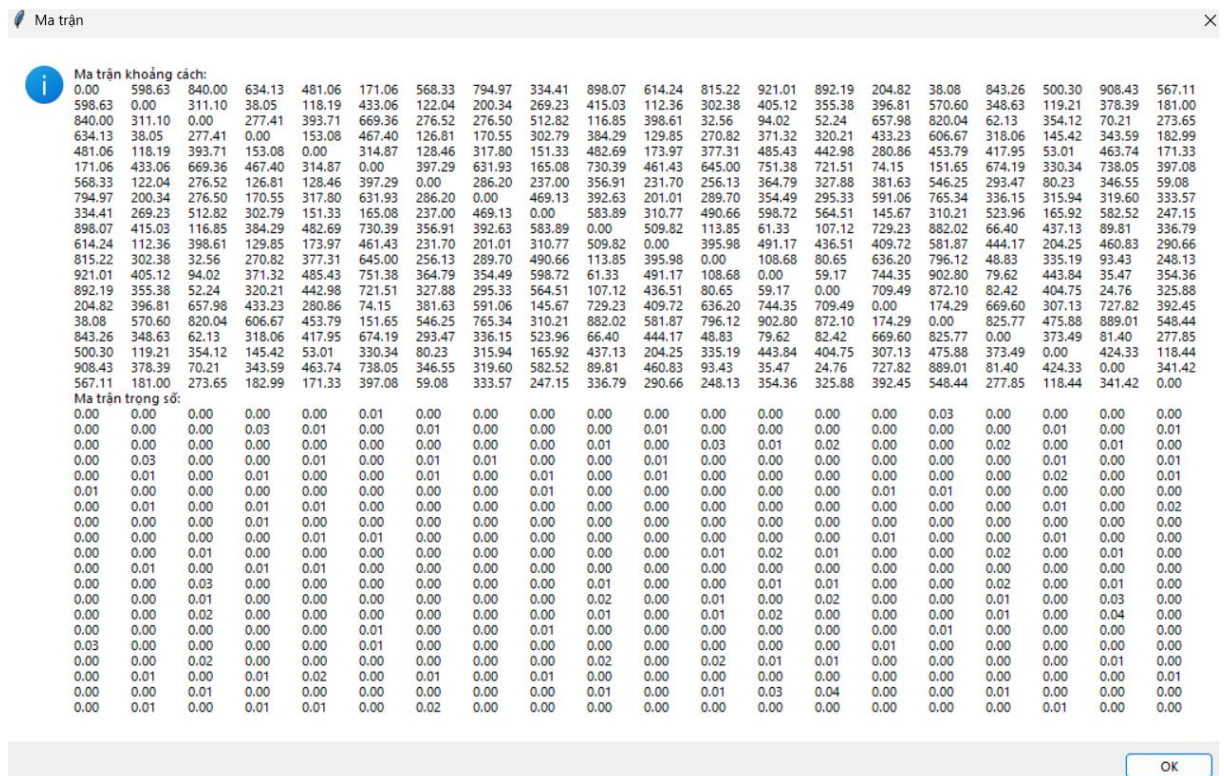 Ma trận
Ma trận khoảng cách:
0.00 598.63 840.00 634.13 481.06 171.06 568.33 794.97 334.41 898.07 614.24 815.22 921.01 892.19 204.82 38.08 843.26 500.30 908.43 567.11
598.63 0.00 311.10 38.05 118.19 433.06 122.04 200.34 269.23 415.03 112.36 302.38 405.12 355.38 396.81 570.60 348.63 119.21 378.39 181.00
840.00 311.10 0.00 277.41 393.71 669.36 276.52 276.50 512.82 116.85 398.61 32.56 94.02 52.24 657.98 820.04 62.13 354.12 70.21 273.65
634.13 38.05 277.41 0.00 153.08 467.40 126.81 170.55 302.79 384.29 129.85 270.82 371.32 320.21 433.23 606.67 318.06 145.42 343.59 182.99
481.06 118.19 393.71 153.08 0.00 314.87 128.46 317.80 151.33 482.69 173.97 377.31 485.43 442.98 280.86 453.79 417.95 53.01 463.74 171.33
171.06 433.06 669.36 467.40 314.87 0.00 397.29 631.93 165.08 730.39 461.43 645.00 751.38 721.51 74.15 151.65 674.19 330.34 738.05 397.08
568.33 122.04 276.52 126.81 128.46 397.29 0.00 286.20 237.00 356.91 231.70 256.13 364.79 327.88 381.63 546.25 293.47 80.23 346.55 59.08
794.97 200.34 276.50 170.55 317.80 631.93 286.20 0.00 469.13 392.63 201.01 289.70 354.49 295.33 591.06 765.34 336.15 315.94 319.60 333.57
334.41 269.23 512.82 302.79 151.33 165.08 237.00 469.13 0.00 583.89 310.77 490.66 598.72 564.51 145.67 310.21 523.96 165.92 582.52 247.15
898.07 415.03 116.85 384.29 482.69 730.39 356.91 392.63 583.89 0.00 509.82 113.85 61.33 107.12 729.23 882.02 66.40 437.13 89.81 336.79
614.24 112.36 398.61 129.85 173.97 461.43 231.70 201.01 310.77 509.82 0.00 395.98 491.17 436.51 409.72 581.87 444.17 204.25 460.83 290.66
815.22 302.38 32.56 270.82 377.31 645.00 256.13 289.70 490.66 113.85 395.98 0.00 108.68 80.65 636.20 796.12 48.83 335.19 93.43 248.13
921.01 405.12 94.02 371.32 485.43 751.38 364.79 354.49 598.72 61.33 491.17 108.68 0.00 59.17 744.35 902.80 79.62 443.84 35.47 354.36
892.19 355.38 52.24 320.21 442.98 721.51 327.88 295.33 564.51 107.12 436.51 80.65 59.17 0.00 709.49 872.10 82.42 404.75 24.76 325.88
204.82 396.81 657.98 433.23 280.86 74.15 381.63 591.06 145.67 729.23 409.72 636.20 744.35 709.49 0.00 174.29 669.60 307.13 727.82 392.45
38.08 570.60 820.04 606.67 453.79 151.65 546.25 765.34 310.21 882.02 581.87 796.12 902.80 872.10 174.29 0.00 825.77 475.88 889.01 548.44
843.26 348.63 62.13 318.06 417.95 674.19 293.47 336.15 523.96 66.40 444.17 48.83 79.62 82.42 669.60 825.77 0.00 373.49 81.40 277.85
500.30 119.21 354.12 145.42 53.01 330.34 80.23 315.94 165.92 437.13 204.25 335.19 443.84 404.75 307.13 475.88 373.49 0.00 424.33 118.44
908.43 378.39 70.21 343.59 463.74 738.05 346.55 319.60 582.52 89.81 460.83 93.43 35.47 24.76 727.82 889.01 81.40 424.33 0.00 341.42
567.11 181.00 273.65 182.99 171.33 397.08 59.08 333.57 247.15 336.79 290.66 248.13 354.36 325.88 392.45 548.44 277.85 118.44 341.42 0.00
Ma trận trọng số:
0.00 0.00 0.00 0.00 0.00 0.01 0.00 0.00 0.00 0.00 0.00 0.00 0.00 0.00 0.00 0.03 0.00 0.00 0.00 0.00
0.00 0.00 0.00 0.03 0.01 0.00 0.01 0.00 0.00 0.00 0.01 0.00 0.00 0.00 0.00 0.00 0.00 0.01 0.00 0.01
0.00 0.00 0.00 0.00 0.00 0.00 0.00 0.00 0.00 0.01 0.00 0.03 0.01 0.02 0.00 0.00 0.02 0.00 0.01 0.00
0.00 0.03 0.00 0.00 0.01 0.00 0.01 0.01 0.00 0.00 0.01 0.00 0.00 0.00 0.00 0.00 0.00 0.01 0.00 0.01
0.00 0.01 0.00 0.01 0.00 0.00 0.01 0.00 0.01 0.00 0.01 0.00 0.00 0.00 0.00 0.00 0.00 0.02 0.00 0.01
0.01 0.00 0.00 0.00 0.00 0.00 0.00 0.00 0.01 0.00 0.00 0.00 0.00 0.00 0.01 0.01 0.00 0.00 0.00 0.00
0.00 0.01 0.00 0.01 0.01 0.00 0.00 0.00 0.00 0.00 0.00 0.00 0.00 0.00 0.00 0.00 0.00 0.01 0.00 0.02
0.00 0.00 0.00 0.01 0.00 0.00 0.00 0.00 0.00 0.00 0.00 0.00 0.00 0.00 0.00 0.00 0.00 0.00 0.00 0.00
0.00 0.00 0.00 0.00 0.01 0.01 0.00 0.00 0.00 0.00 0.00 0.00 0.00 0.00 0.01 0.00 0.00 0.01 0.00 0.00
0.00 0.00 0.01 0.00 0.00 0.00 0.00 0.00 0.00 0.00 0.00 0.01 0.02 0.01 0.00 0.00 0.02 0.00 0.01 0.00
0.00 0.01 0.00 0.01 0.01 0.00 0.00 0.00 0.00 0.00 0.00 0.00 0.00 0.00 0.00 0.00 0.00 0.00 0.00 0.00
0.00 0.00 0.03 0.00 0.00 0.00 0.00 0.00 0.00 0.01 0.00 0.00 0.01 0.01 0.00 0.00 0.02 0.00 0.01 0.00
0.00 0.00 0.01 0.00 0.00 0.00 0.00 0.00 0.00 0.02 0.00 0.01 0.00 0.02 0.00 0.00 0.01 0.00 0.03 0.00
0.00 0.00 0.02 0.00 0.00 0.00 0.00 0.00 0.00 0.01 0.00 0.01 0.02 0.00 0.00 0.00 0.01 0.00 0.04 0.00
0.00 0.00 0.00 0.00 0.00 0.01 0.00 0.00 0.01 0.00 0.00 0.00 0.00 0.00 0.00 0.01 0.00 0.00 0.00 0.00
0.03 0.00 0.00 0.00 0.00 0.01 0.00 0.00 0.00 0.00 0.00 0.00 0.00 0.00 0.01 0.00 0.00 0.00 0.00 0.00
0.00 0.00 0.02 0.00 0.00 0.00 0.00 0.00 0.00 0.02 0.00 0.02 0.01 0.01 0.00 0.00 0.00 0.00 0.01 0.00
0.00 0.01 0.00 0.01 0.02 0.00 0.01 0.00 0.01 0.00 0.00 0.00 0.00 0.00 0.00 0.00 0.00 0.00 0.00 0.01
0.00 0.00 0.01 0.00 0.00 0.00 0.00 0.00 0.00 0.01 0.00 0.01 0.03 0.04 0.00 0.00 0.01 0.00 0.00 0.00
0.00 0.01 0.00 0.01 0.01 0.00 0.02 0.00 0.00 0.00 0.00 0.00 0.00 0.00 0.00 0.00 0.00 0.01 0.00 0.00
OK